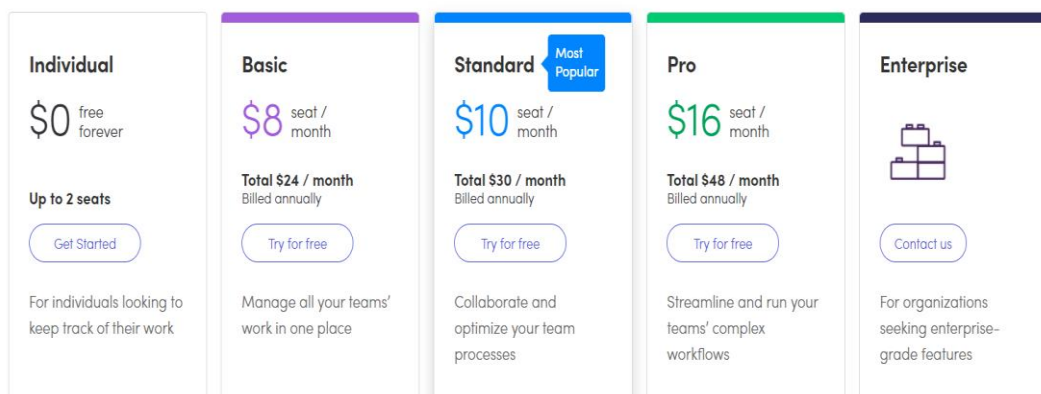 Individual
$0 free
forever
Up to 2 seats
Get Started
For individuals looking to
keep track of their work
Basic
$8 seat /
month
Total $24 / month
Billed annually
Try for free
Manage all your teams'
work in one place
Standard
Most
Popular
$10 seat /
month
Total $30 / month
Billed annually
Try for free
Collaborate and
optimize your team
processes
Pro
$16 seat /
month
Total $48 / month
Billed annually
Try for free
Streamline and run your
teams' complex
workflows
Enterprise
Contact us
For organizations
seeking enterprise-
grade features